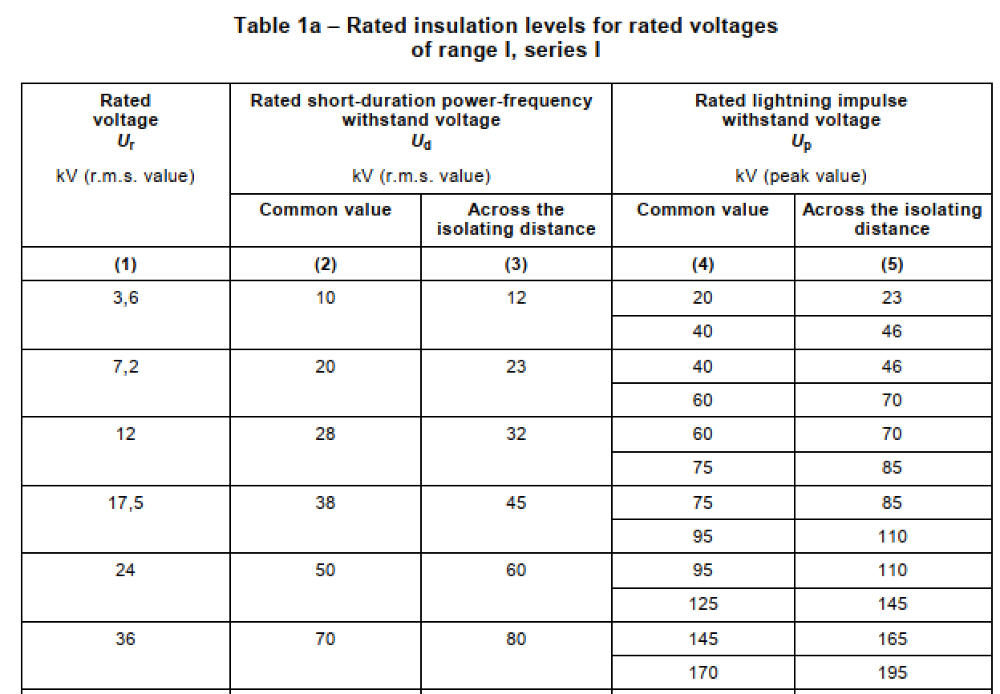 Table 1a – Rated insulation levels for rated voltages
of range I, series I
Rated
voltage
Ur
kV (r.m.s. value)
Rated short-duration power-frequency
withstand voltage
Ud
kV (r.m.s. value)
Rated lightning impulse
withstand voltage
Up
kV (peak value)
Common value
Across the
isolating distance
Common value
Across the isolating
distance
(1) (2) (3) (4) (5)
3,6 10 12 20 23
40 46
7,2 20 23 40 46
60 70
12 28 32 60 70
75 85
17,5 38 45 75 85
95 110
24 50 60 95 110
125 145
36 70 80 145 165
170 195